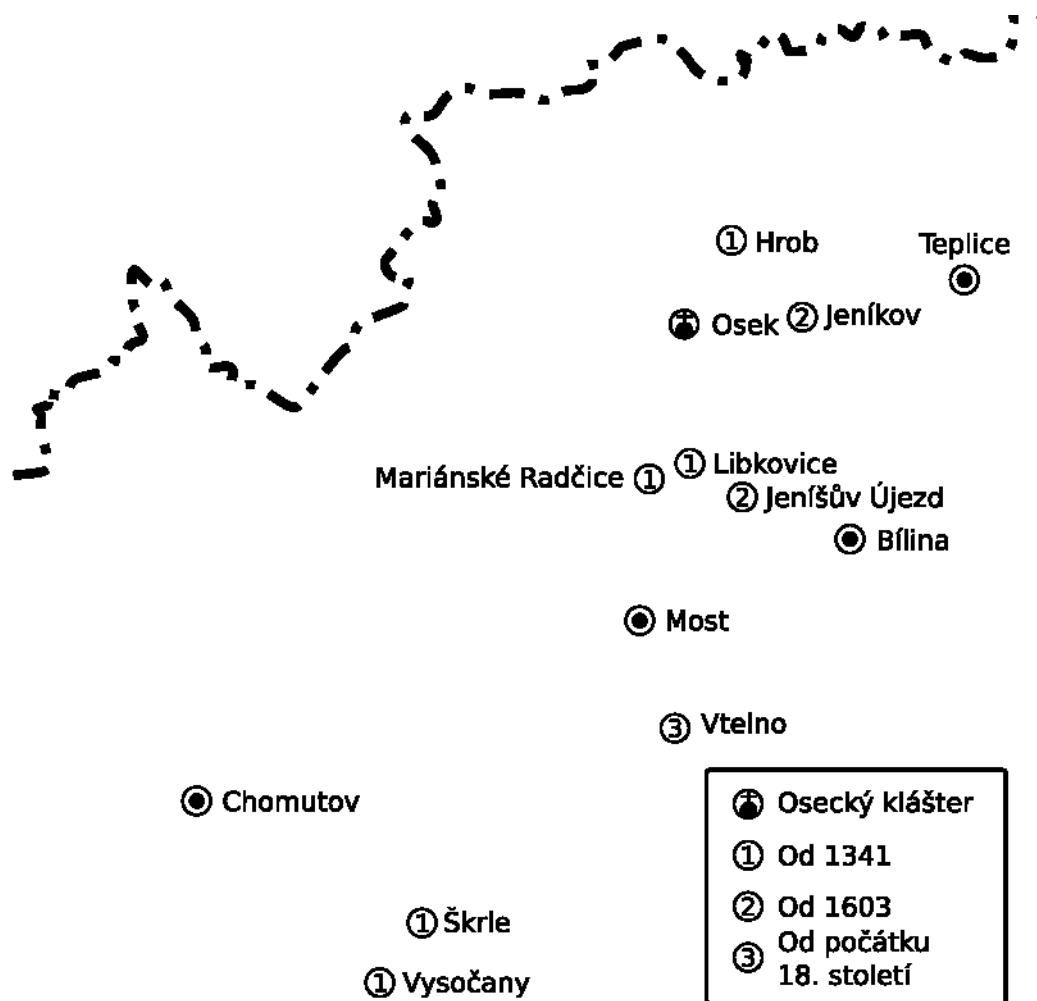 ① Hrob
Teplice
Osek
② Jeníkov
Mariánské Radčice ①
① Libkovice
② Jeníšův Újezd
Bílina
Most
③ Vtelno
Chomutov
① Škrle
① Vysočany
Osecký klášter
① Od 1341
② Od 1603
③ Od počátku
18. století